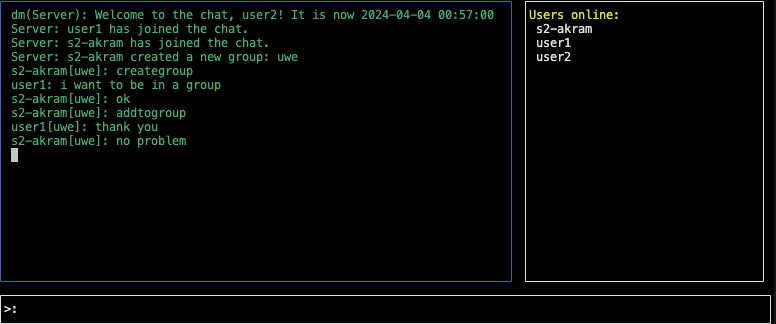 dm(Server): Welcome to the chat, user2! It is now 2024-04-04 00:57:00
Server: user1 has joined the chat.
Server: s2-akram has joined the chat.
Server: s2-akram created a new group: uwe
s2-akram[uwe]: creategroup
user1: i want to be in a group
s2-akram[uwe]: ok
s2-akram[uwe]: addtogroup
user1[uwe]: thank you
s2-akram[uwe]: no problem
Users online:
s2-akram
user1
user2
>: